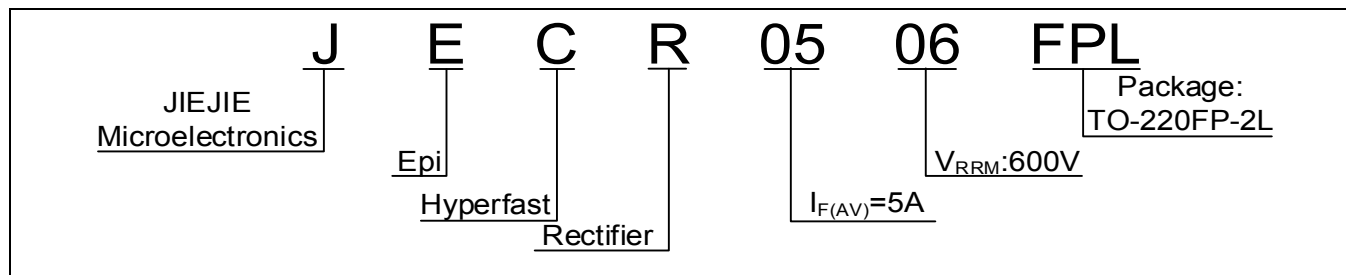 J E C R 05 06 FPL
JIEJIE
Microelectronics
Package:
TO-220FP-2L
Epi
VRRM:600V
Hyperfast
IF(AV)=5A
Rectifier